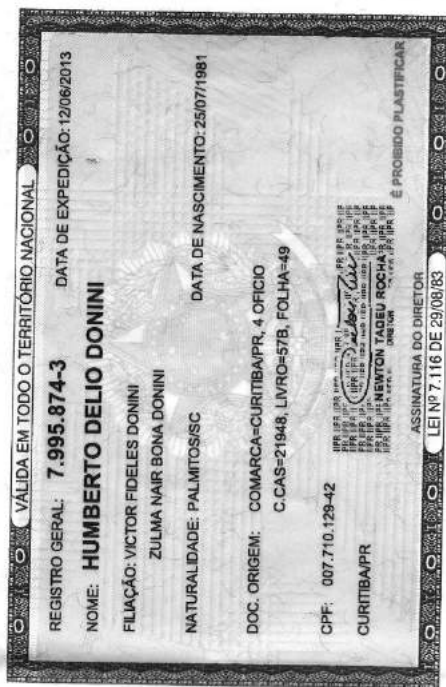 VÁLIDA EM TODO O TERRITÓRIO NACIONAL
REGISTRO GERAL: 7.995.874-3 DATA DE EXPEDIÇÃO: 12/06/2013
NOME: HUMBERTO DELIO DONINI
FILIAÇÃO: VICTOR FIDELES DONINI
ZULMA NAIR BONA DONINI
NATURALIDADE: PALMITOS/SC DATA DE NASCIMENTO: 25/07/1981
DOC. ORIGEM: COMARCA=CURITIBA/PR, 4 OFICIO
C.CAS=21948, LIVRO=57B, FOLHA=49
CPF: 007.710.129-42
CURITIBA/PR
NEWTON TADEU ROCHA
DIRETOR
ASSINATURA DO DIRETOR
É PROIBIDO PLASTIFICAR
LEI Nº 7.116 DE 29/08/83